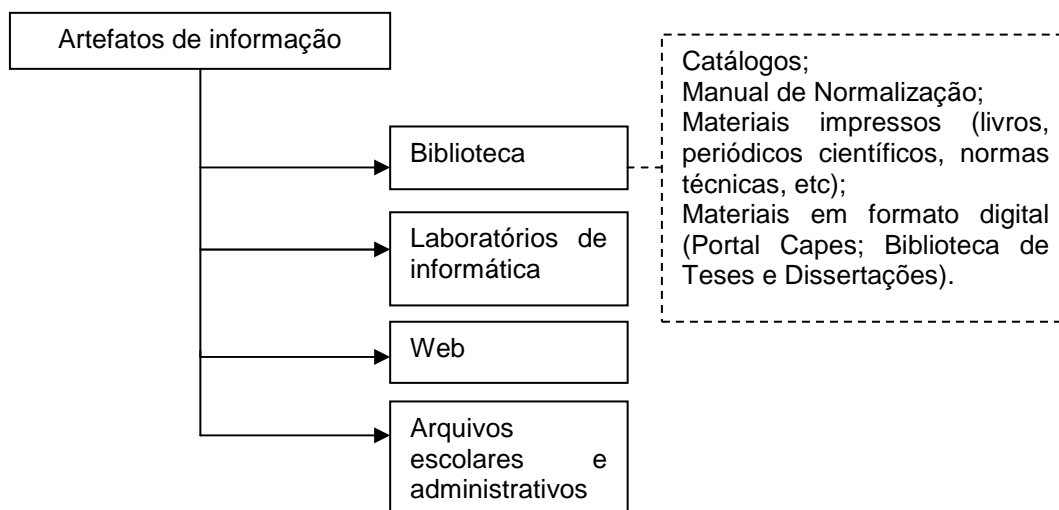 Artefatos de informação
Biblioteca
Catálogos;
Manual de Normalização;
Materiais impressos (livros,
periódicos científicos, normas
técnicas, etc);
Materiais em formato digital
(Portal Capes; Biblioteca de
Teses e Dissertações).
Laboratórios de
informática
Web
Arquivos
escolares e
administrativos